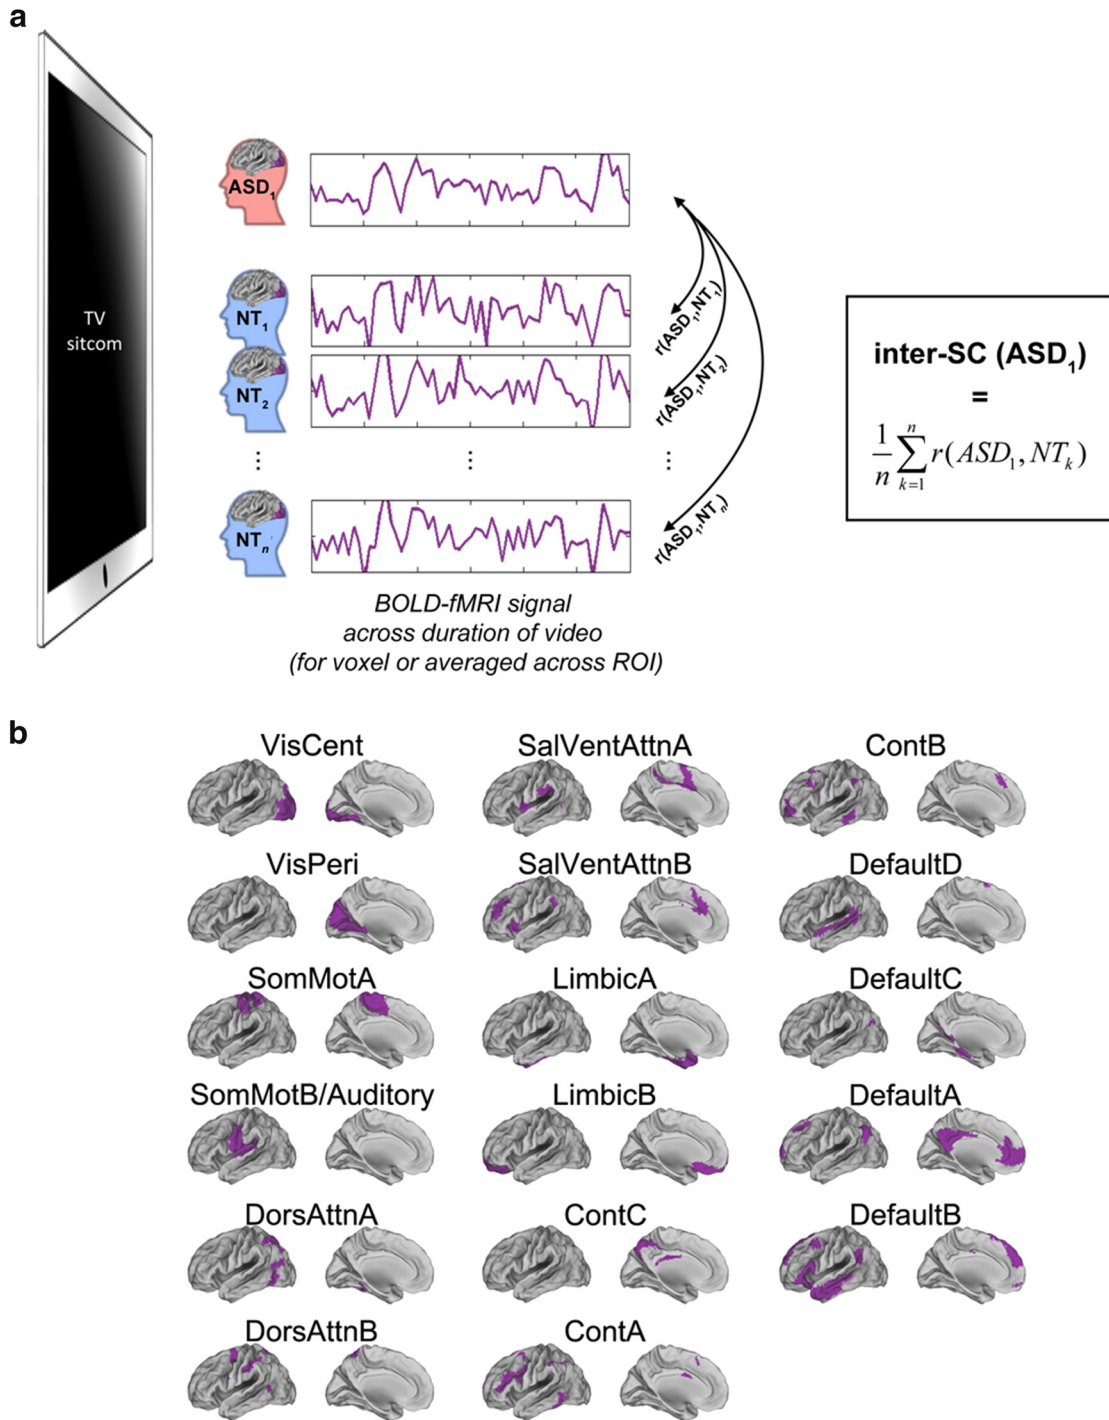 a
TV
sitcom
ASD1
NT1
NT2
NTn
r(ASD1,NT1)
r(ASD1,NT2)
r(ASD1,NTn)
BOLD-fMRI signal
across duration of video
(for voxel or averaged across ROI)
inter-SC (ASD1)
=
1/n ∑ k=1 n r(ASD1, NTk)
b
VisCent
SalVentAttnA
ContB
VisPeri
SalVentAttnB
DefaultD
SomMotA
LimbicA
DefaultC
SomMotB/Auditory
LimbicB
DefaultA
DorsAttnA
ContC
DefaultB
DorsAttnB
ContA